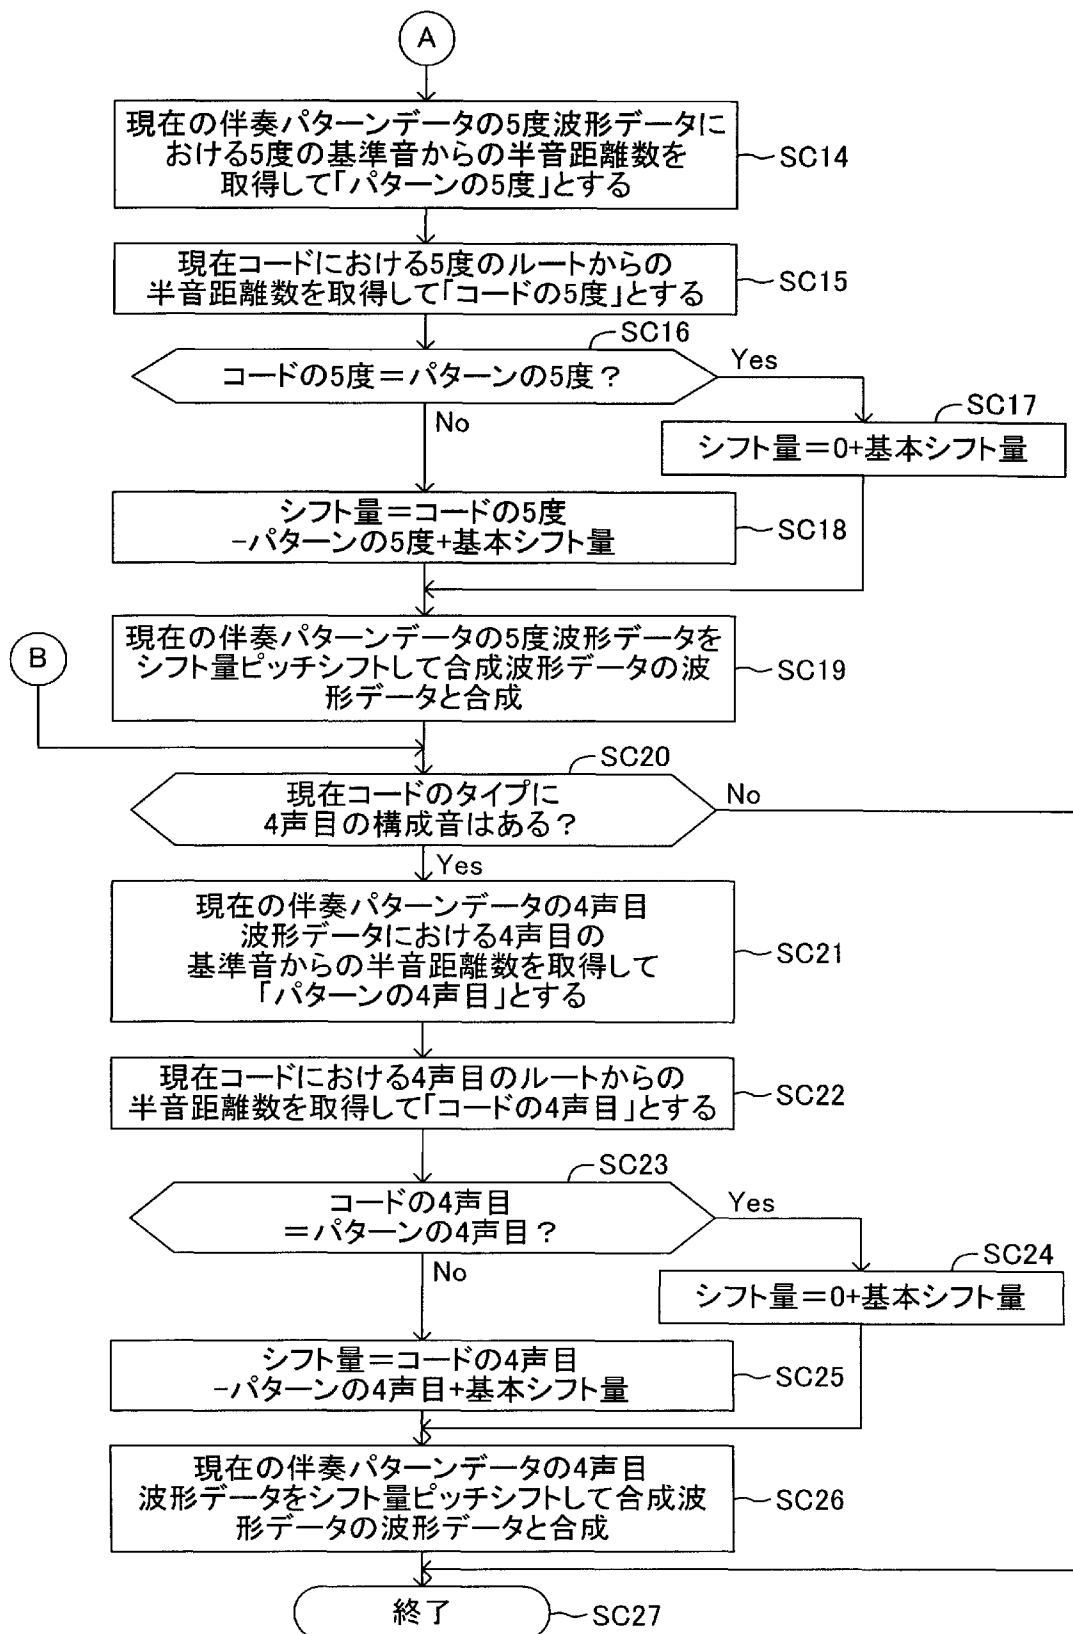 A
現在の伴奏パターンデータの5度波形データに
おける5度の基準音からの半音距離数を
取得して「パターンの5度」とする
SC14
現在コードにおける5度のルートからの
半音距離数を取得して「コードの5度」とする
SC15
SC16
コードの5度=パターンの5度?
Yes
No
SC17
シフト量=0+基本シフト量
シフト量=コードの5度
-パターンの5度+基本シフト量
SC18
現在の伴奏パターンデータの5度波形データを
シフト量ピッチシフトして合成波形データの波
形データと合成
SC19
B
SC20
現在コードのタイプに
4声目の構成音はある?
No
Yes
現在の伴奏パターンデータの4声目
波形データにおける4声目の
基準音からの半音距離数を取得して
「パターンの4声目」とする
SC21
現在コードにおける4声目のルートからの
半音距離数を取得して「コードの4声目」とする
SC22
SC23
コードの4声目
=パターンの4声目?
Yes
No
SC24
シフト量=0+基本シフト量
シフト量=コードの4声目
-パターンの4声目+基本シフト量
SC25
現在の伴奏パターンデータの4声目
波形データをシフト量ピッチシフトして合成波
形データの波形データと合成
SC26
終了
SC27